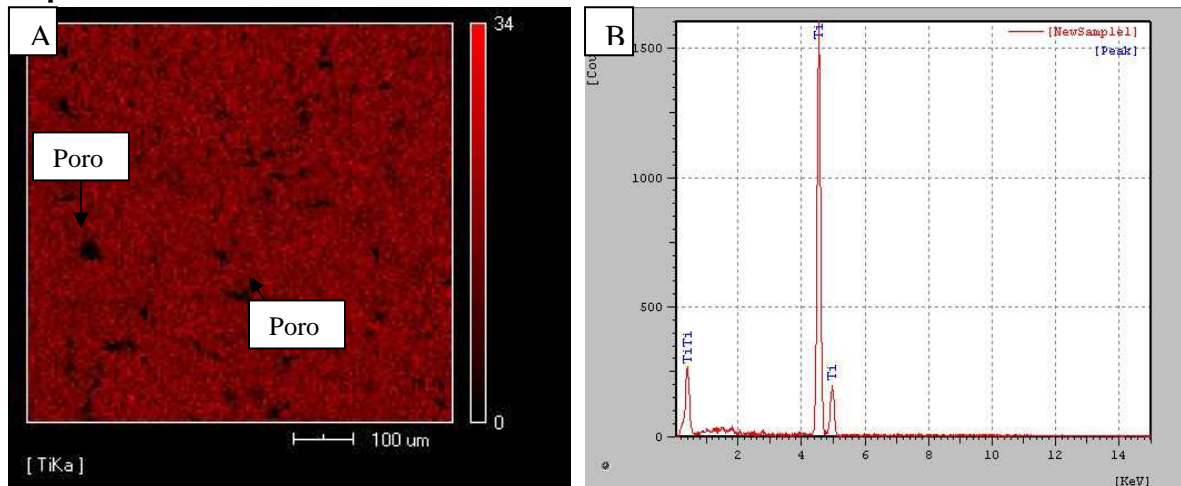 A
34
Poro
Poro
0
100 um
[ TiKa ]
B
[NewSample1]
[Peak]
Ti
1500
1000
500
0
TiTi
Ti
2 4 6 8 10 12 14
[KeV]